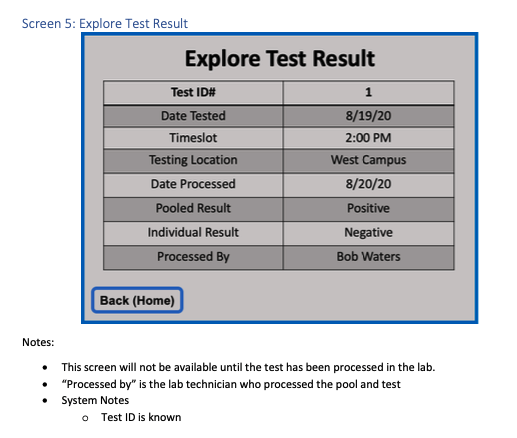 Screen 5: Explore Test Result
Explore Test Result
Test ID# 1
Date Tested 8/19/20
Timeslot 2:00 PM
Testing Location West Campus
Date Processed 8/20/20
Pooled Result Positive
Individual Result Negative
Processed By Bob Waters
Back (Home)
Notes:
• This screen will not be available until the test has been processed in the lab.
• “Processed by” is the lab technician who processed the pool and test
• System Notes
o Test ID is known